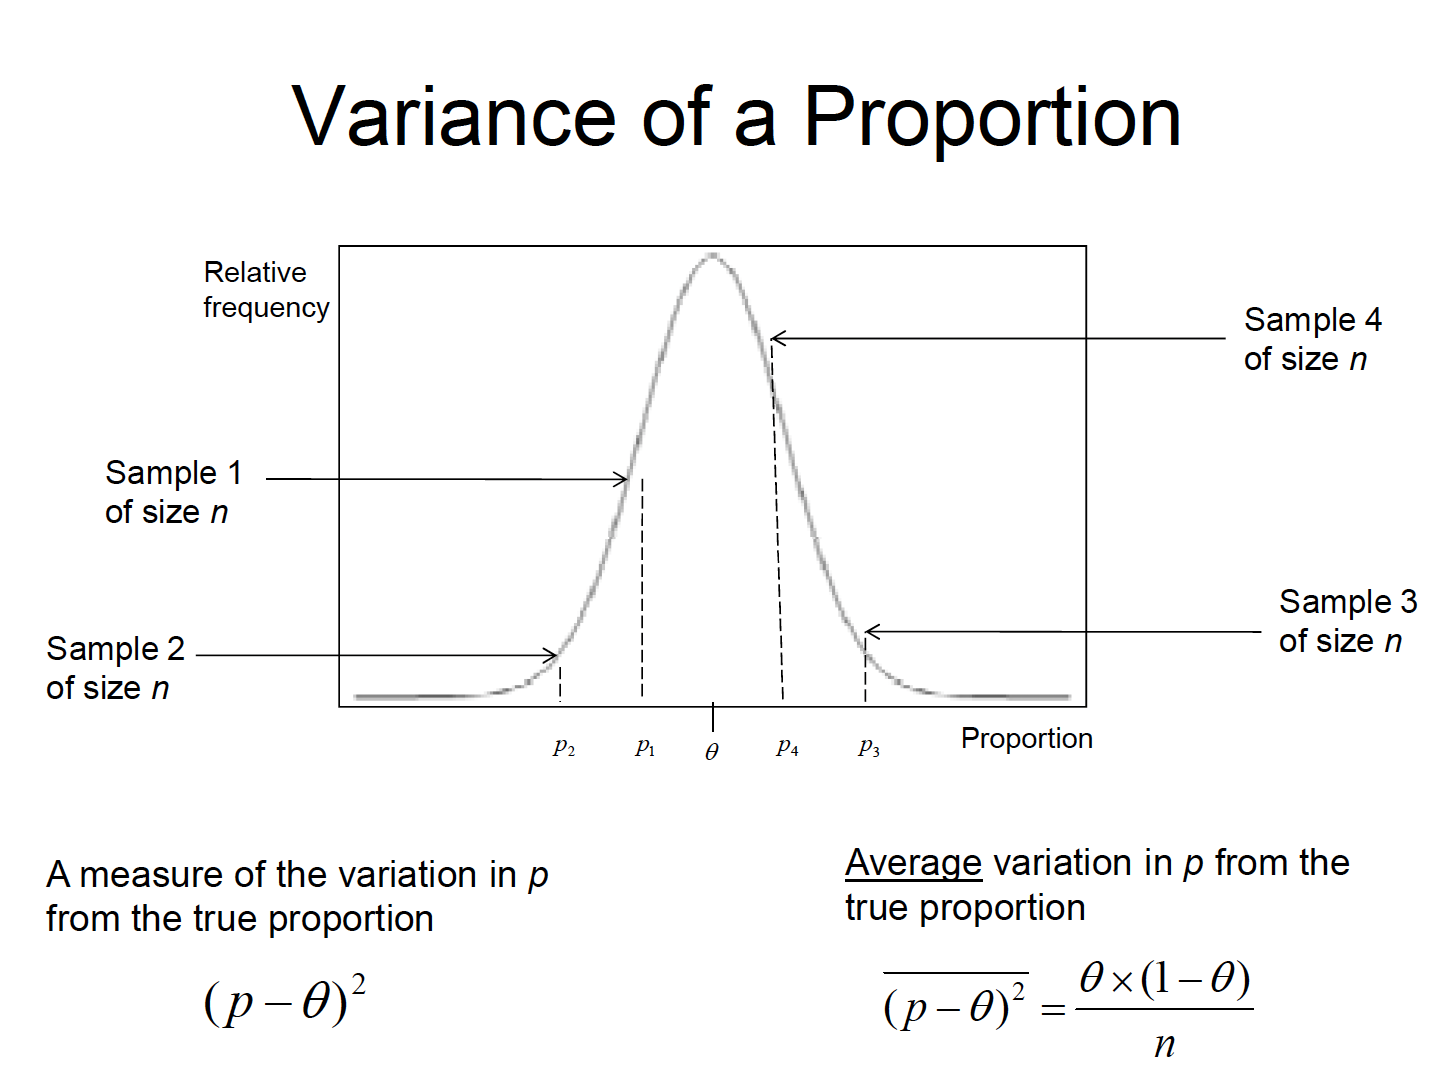 Variance of a Proportion
Relative
frequency
Sample 4
of size n
Sample 1
of size n
Sample 3
of size n
Sample 2
of size n
p₂ p₁ θ p₄ p₃
Proportion
A measure of the variation in p
from the true proportion
(p − θ)²
Average variation in p from the
true proportion
\overline{(p − θ)²} = \frac{θ × (1 − θ)}{n}